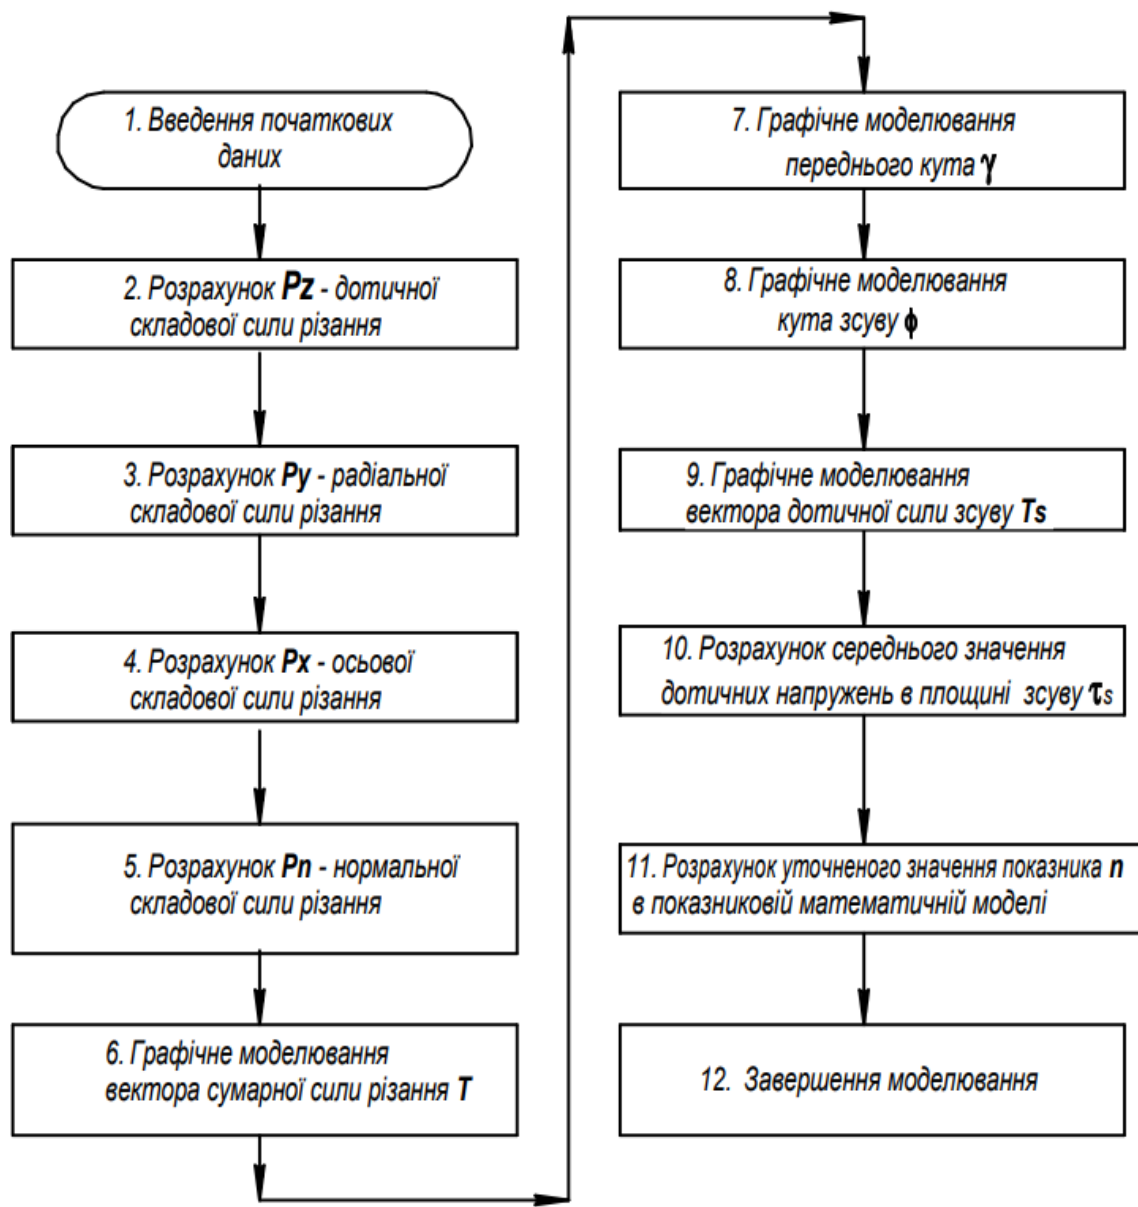 1. Введення початкових
даних
2. Розрахунок Pz - дотичної
складової сили різання
3. Розрахунок Py - радіальної
складової сили різання
4. Розрахунок Px - осьової
складової сили різання
5. Розрахунок Pn - нормальної
складової сили різання
6. Графічне моделювання
вектора сумарної сили різання T
7. Графічне моделювання
переднього кута γ
8. Графічне моделювання
кута зсуву ϕ
9. Графічне моделювання
вектора дотичної сили зсуву Ts
10. Розрахунок середнього значення
дотичних напружень в площині зсуву τs
11. Розрахунок уточненого значення показника n
в показниковій математичній моделі
12. Завершення моделювання